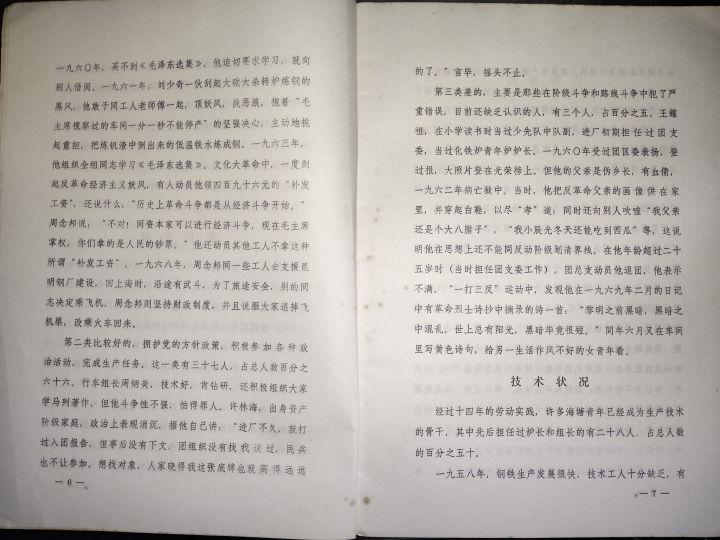 一九六〇年，买不到《毛泽东选集》，他迫切要求学习，就向
别人借阅。一九六一年，刘少奇一伙刮起大砍大杀转炉炼钢的
黑风，他敢于同工人老师傅一起，顶妖风，战恶浪，抱着“毛
主席视察过的车间一分一秒不能停产”的坚强决心，主动地挑
起重担，把炼钒渣中倒出来的低温铁水炼成钢。一九六三年，
他组织全组同志学习《毛泽东选集》。文化大革命中，一度刮
起反革命经济主义妖风，有人动员他领四百九十六元的“补发
工资”，还说什么：“历史上革命斗争都是从经济斗争开始。”
周念邦说：“不对！同资本家可以进行经济斗争，现在毛主席
掌权，你们拿的是人民的钞票。”他还动员其他工人不拿这种
所谓“补发工资”。一九六八年，周念邦同一些工人去支援昆
明钢厂建设，回上海时，沿途有武斗，为了旅途安全，别的同
志决定乘飞机，周念邦则坚持财政制度，并且说服大家退掉飞
机票，改乘火车回来。
第二类比较好的，拥护党的方针政策，积极参加各种政
治活动，完成生产任务。这一类有三十七人，占总人数百分之
六十六。行车组长周炳炎，技术好，肯钻研，还积极组织大家
学马列著作，但他斗争性不强，怕得罪人。许林海，出身资产
阶级家庭，政治上表现消沉，据他自己讲：“进厂不久，就打
过入团报告，但事后没有下文，团组织没有找我谈过，民兵
也不让参加，想找对象，人家晓得我这张底牌也就离得远远
— 6 —
的了。”言毕，摇头不止。
第三类差的，主要是那些在阶级斗争和路线斗争中犯了严
重错误，目前还缺乏认识的人，有三个人，占百分之五。王耀
祖，在小学读书时当过少先队中队副，进厂初期担任过团支
委，当过化铁炉青年炉炉长，一九六〇年受过团区委表扬，登
过报，大照片登在光荣榜上。但他的父亲是伪乡长，有血债，
一九六二年病亡狱中。当时，他把反革命父亲的画像供在家
里，并穿起白鞋，以尽“孝”道；同时还向别人吹嘘“我父亲
还是个大八腊子”，“我小辰光冬天还能吃到西瓜”等，这说
明他在思想上还不能同反动阶级划清界线。在他年龄超过二十
五岁时（当时担任团支委工作），团总支动员他退团，他表示
不满。“一打三反”运动中，发现他在一九六九年二月的日记
中有革命烈士诗抄中摘录的诗一首：“黎明之前黑暗，黑暗之
中混乱。世上总有阳光，黑暗毕竟很短。”同年六月又在车间
里写黄色诗句，给另一生活作风不好的女青年看。
技术状况
经过十四年的劳动实践，许多海塘青年已经成为生产技术
的骨干，其中先后担任过炉长和组长的有二十八人，占总人数
的百分之五十。
一九五八年，钢铁生产发展很快，技术工人十分缺乏，有
— 7 —